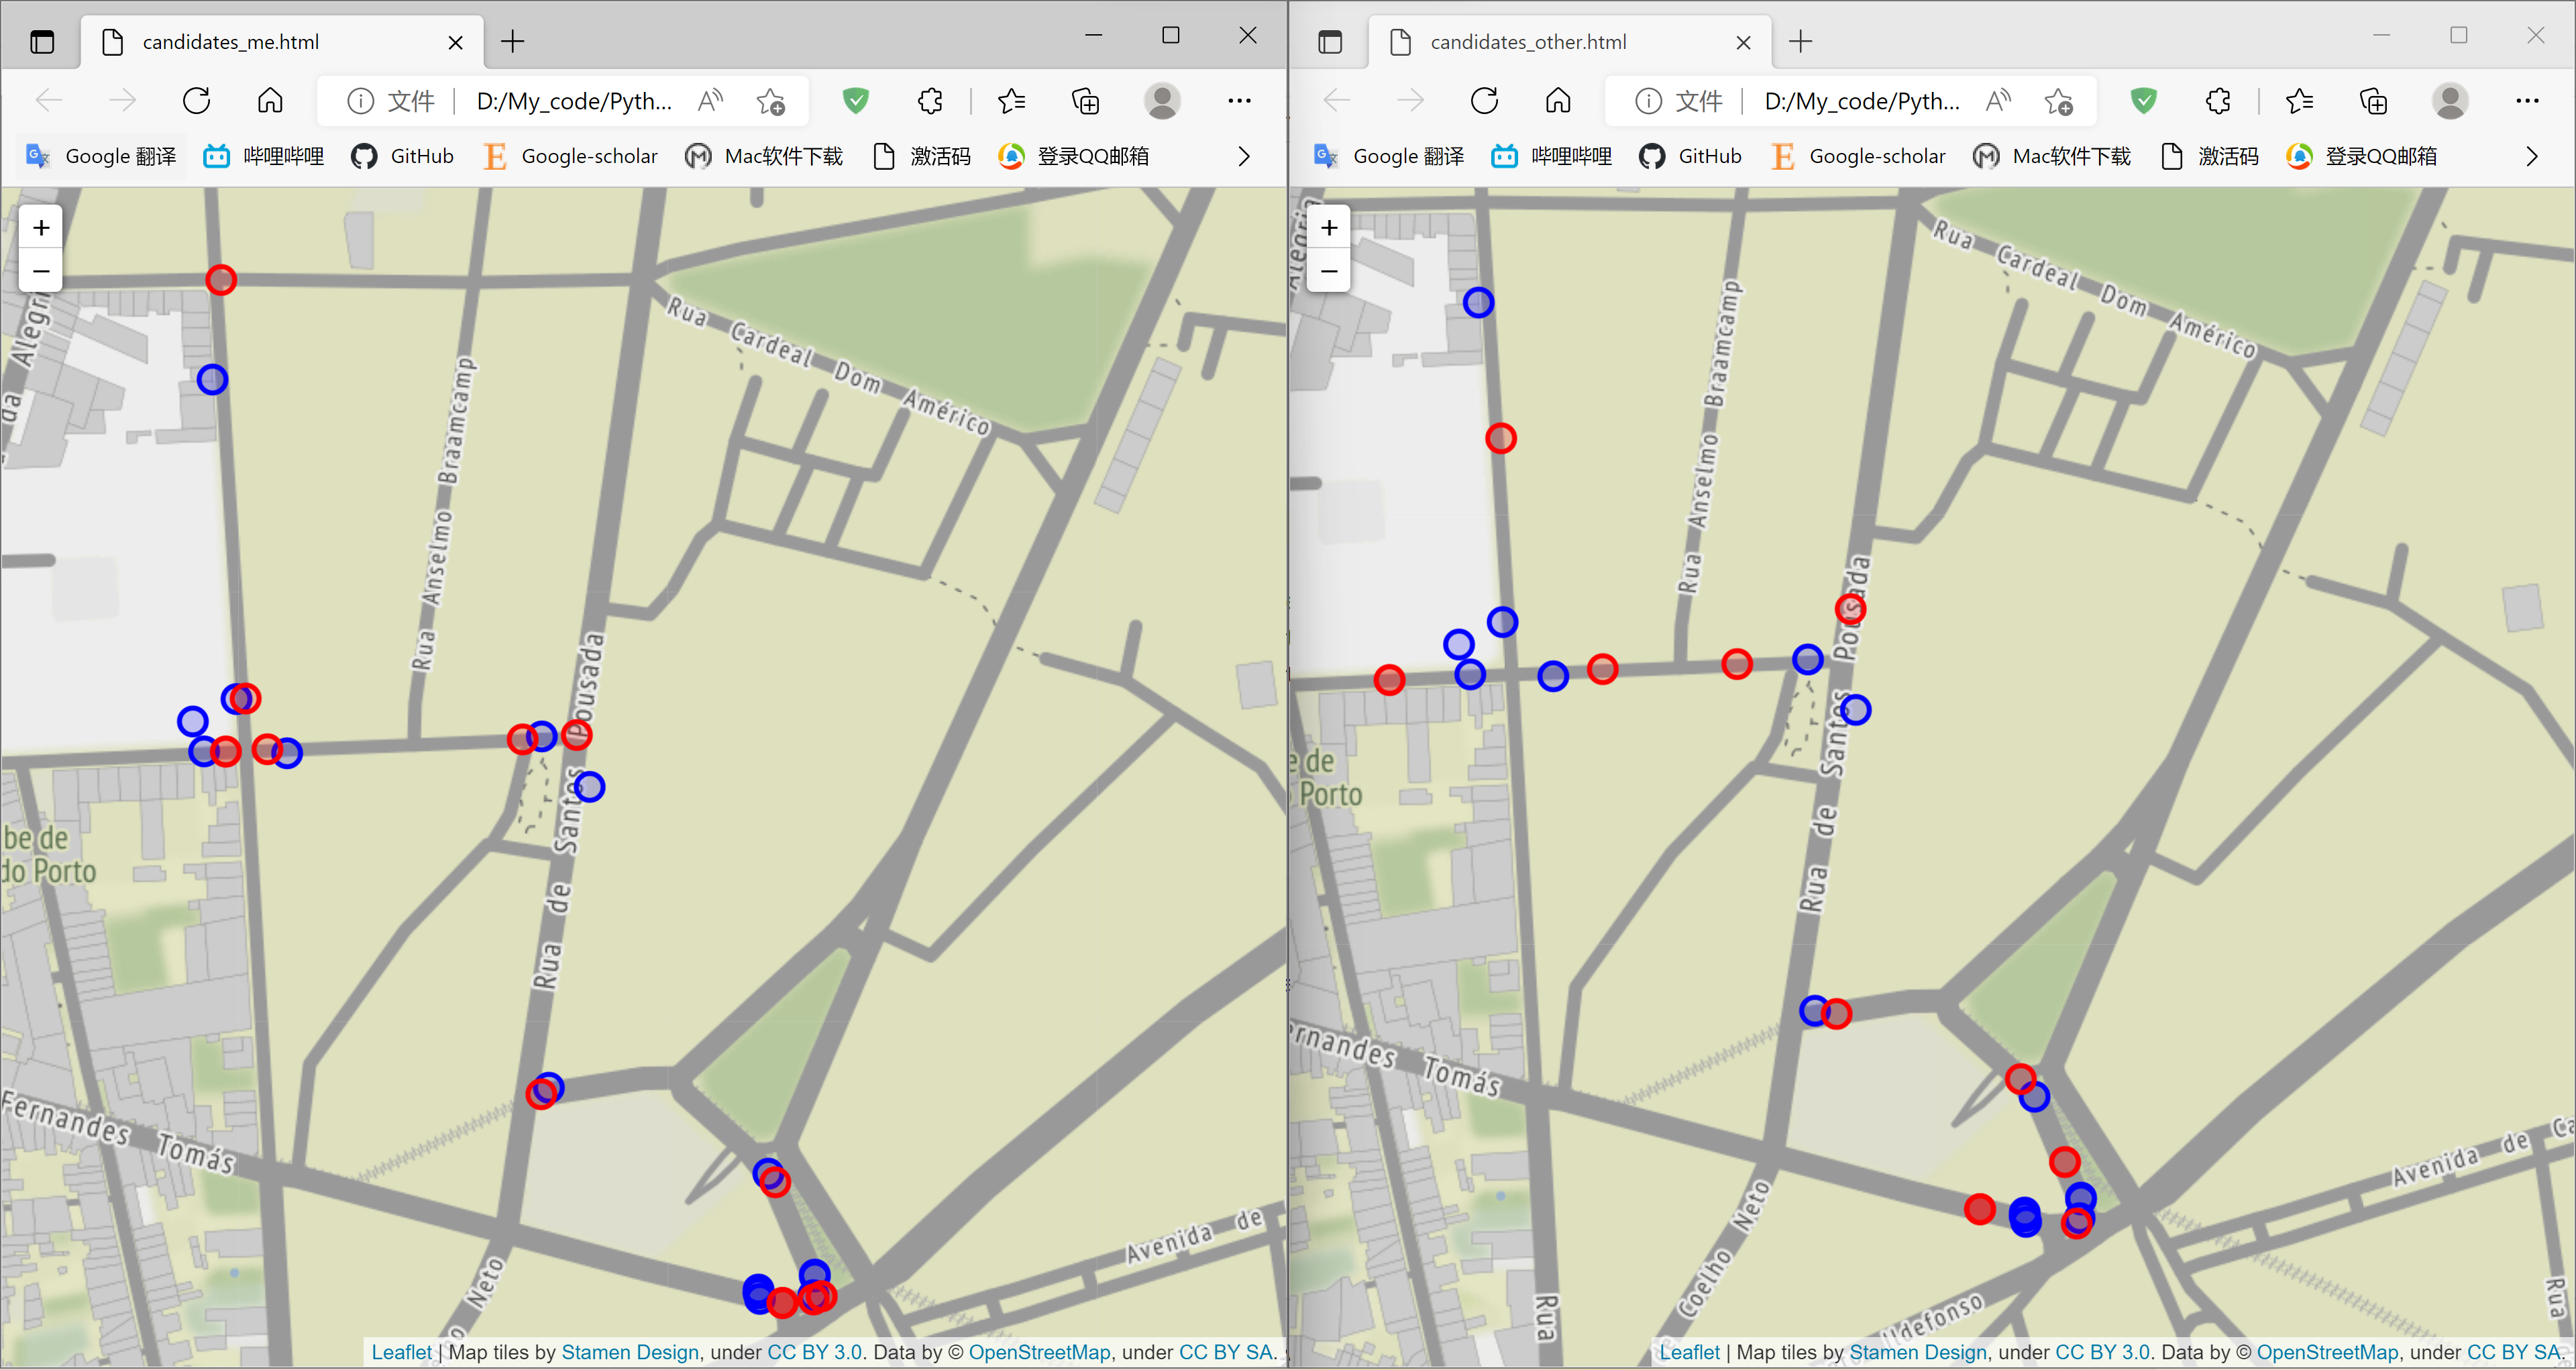 candidates_me.html
文件 D:/My_code/Pyth...
Google 翻译 哔哩哔哩 GitHub Google-scholar Mac软件下载 激活码 登录QQ邮箱
+
−
Alegri
da
Rua Cardeal Dom Américo
Rua Anselmo Braamcamp
Rua de Santos Pousada
be de
do Porto
Fernandes Tomás
Neto
Avenida de
Leaflet | Map tiles by Stamen Design, under CC BY 3.0. Data by © OpenStreetMap, under CC BY SA.
candidates_other.html
文件 D:/My_code/Pyth...
Google 翻译 哔哩哔哩 GitHub Google-scholar Mac软件下载 激活码 登录QQ邮箱
+
−
Alegria
Rua Cardeal Dom Américo
Rua Anselmo Braamcamp
Rua de Santos Pousada
e de
Porto
rnandes Tomás
Coelho Neto
Avenida de Ca
Rua
Rua
Ildefonso
Leaflet | Map tiles by Stamen Design, under CC BY 3.0. Data by © OpenStreetMap, under CC BY SA.